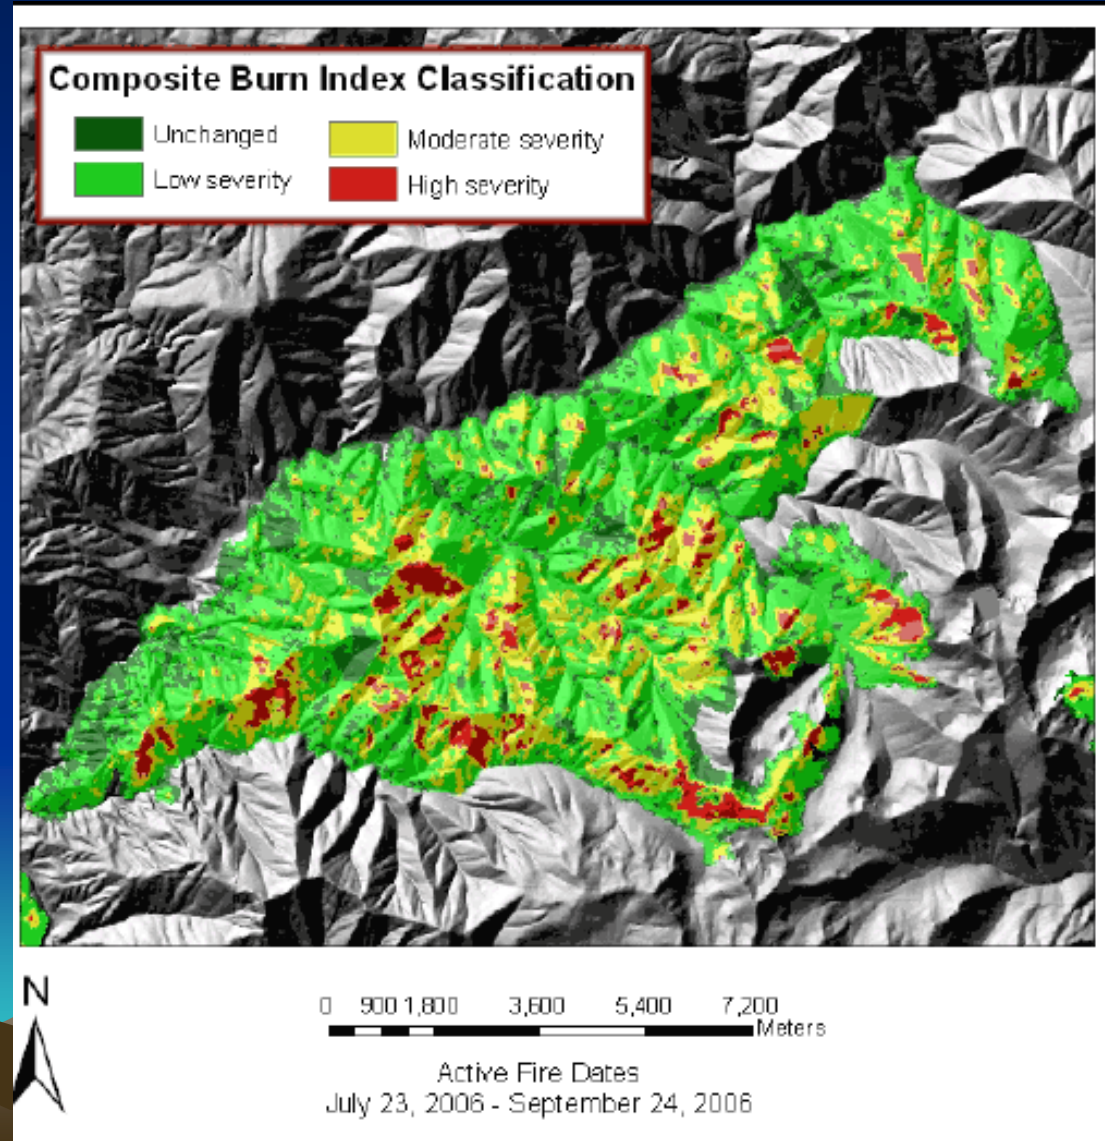 Composite Burn Index Classification
Unchanged
Moderate severity
Low severity
High severity
N
0 900 1,800 3,600 5,400 7,200
Meters
Active Fire Dates
July 23, 2006 - September 24, 2006